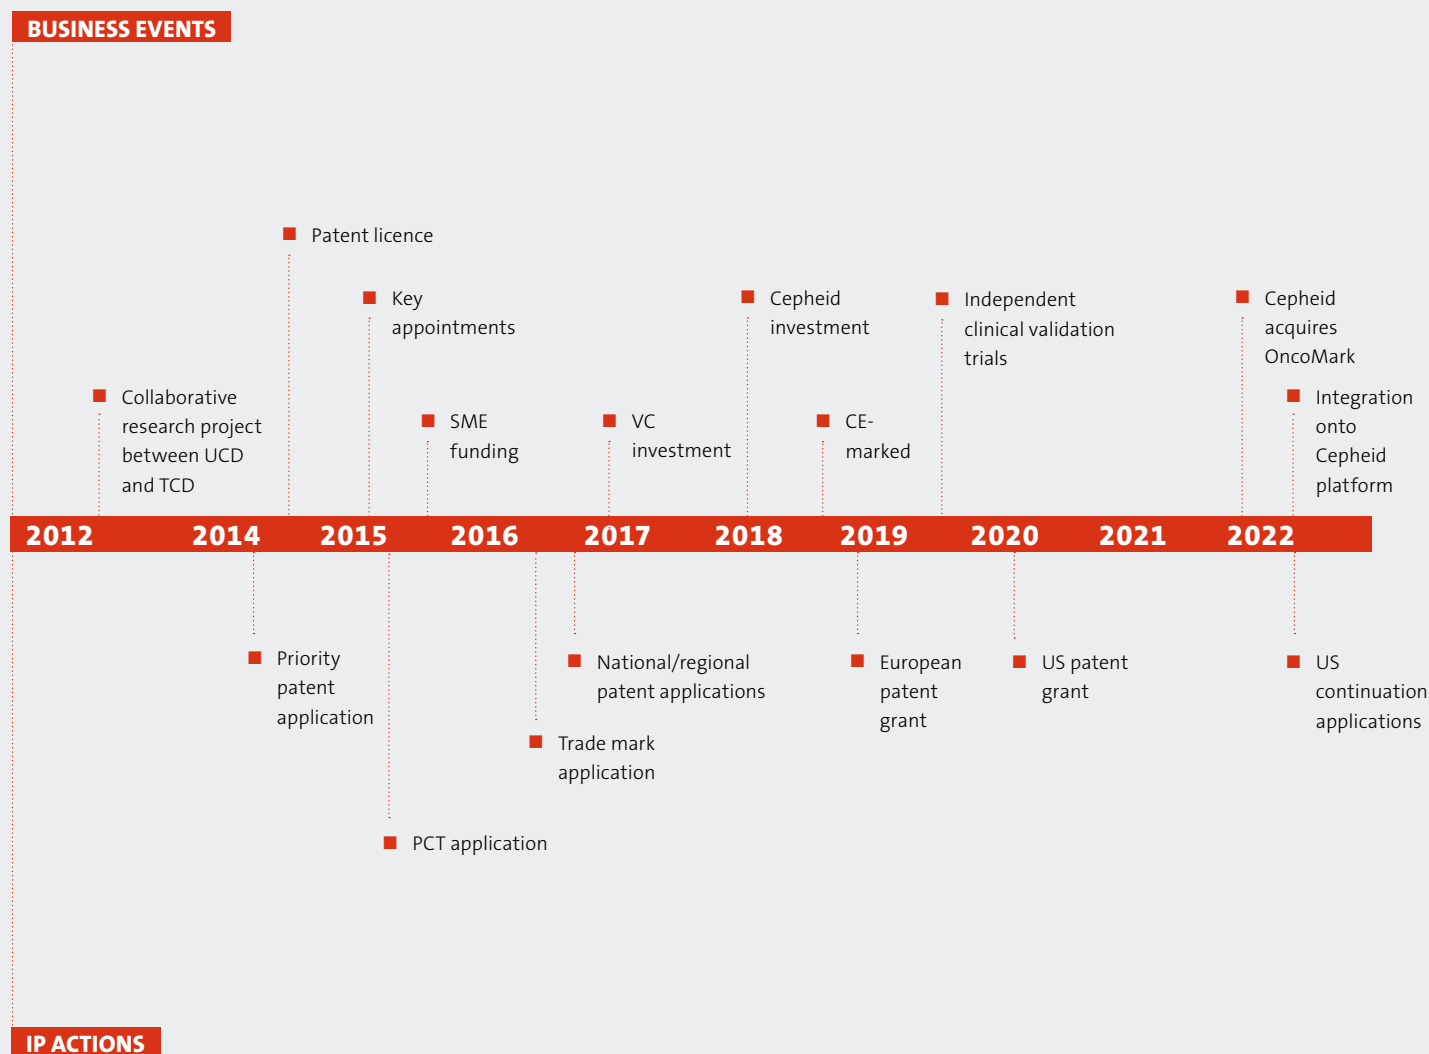 BUSINESS EVENTS
Patent licence
Key
appointments
Cepheid
investment
Independent
clinical validation
trials
Cepheid
acquires
OncoMark
Collaborative
research project
between UCD
and TCD
SME
funding
VC
investment
CE-
marked
Integration
onto
Cepheid
platform
2012 2014 2015 2016 2017 2018 2019 2020 2021 2022
Priority
patent
application
National/regional
patent applications
European
patent
grant
US patent
grant
US
continuation
applications
Trade mark
application
PCT application
IP ACTIONS